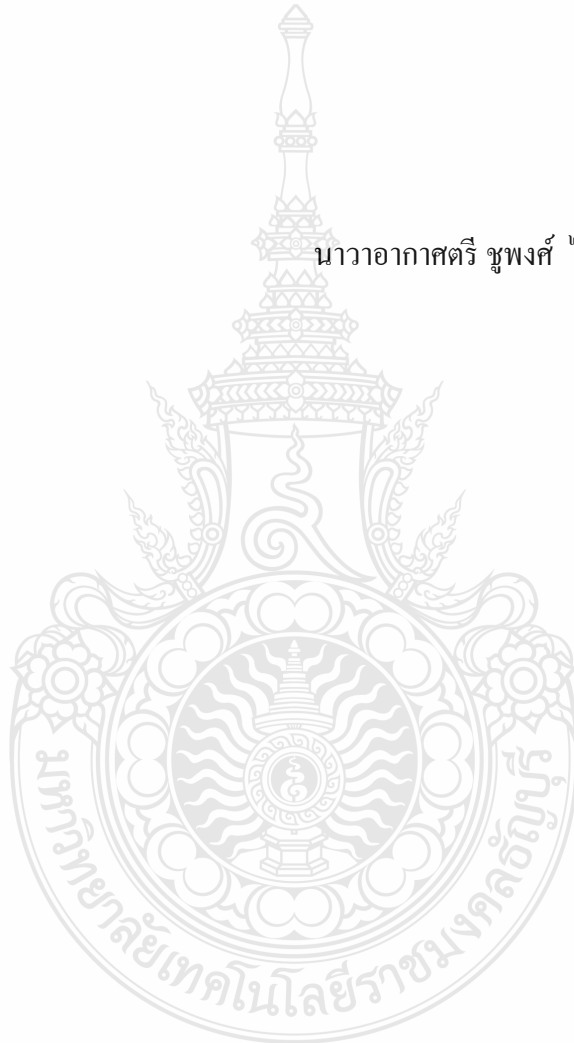 นาวาอากาศตรี ชูพงศ์
มหาวิทยาลัยเทคโนโลยีราชมงคลธัญบุรี